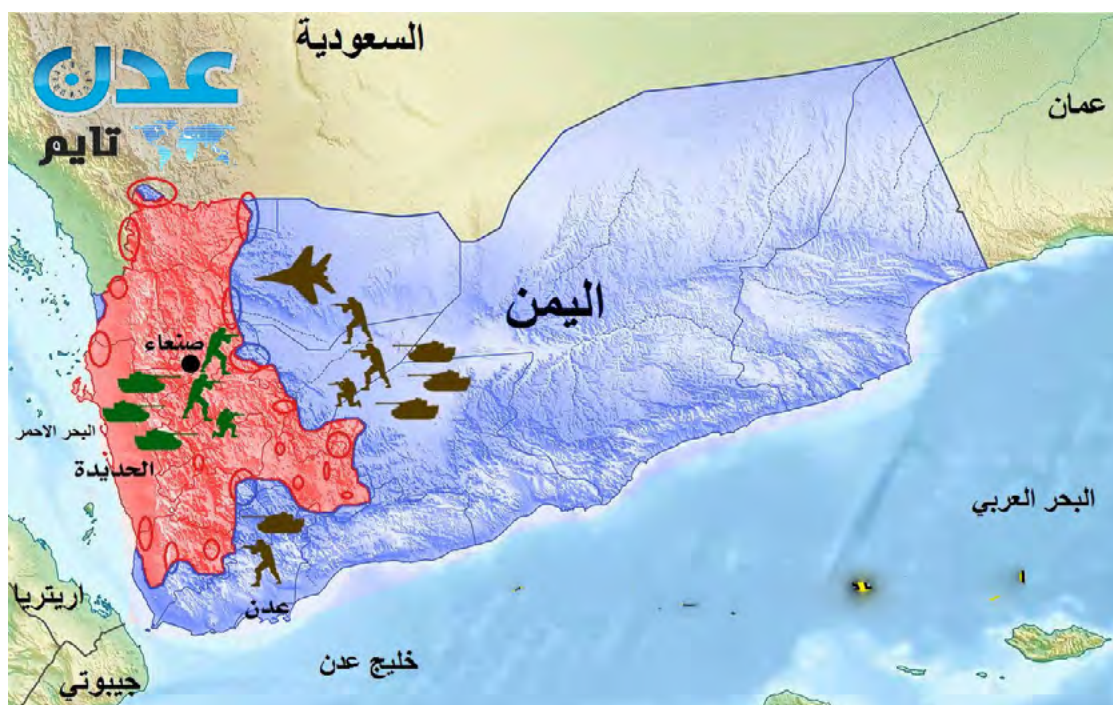 السعودية
عدن
تايم
عمان
اليمن
صنعاء
البحر الاحمر
الحديدة
البحر العربي
اريتريا
عدن
خليج عدن
جيبوتي